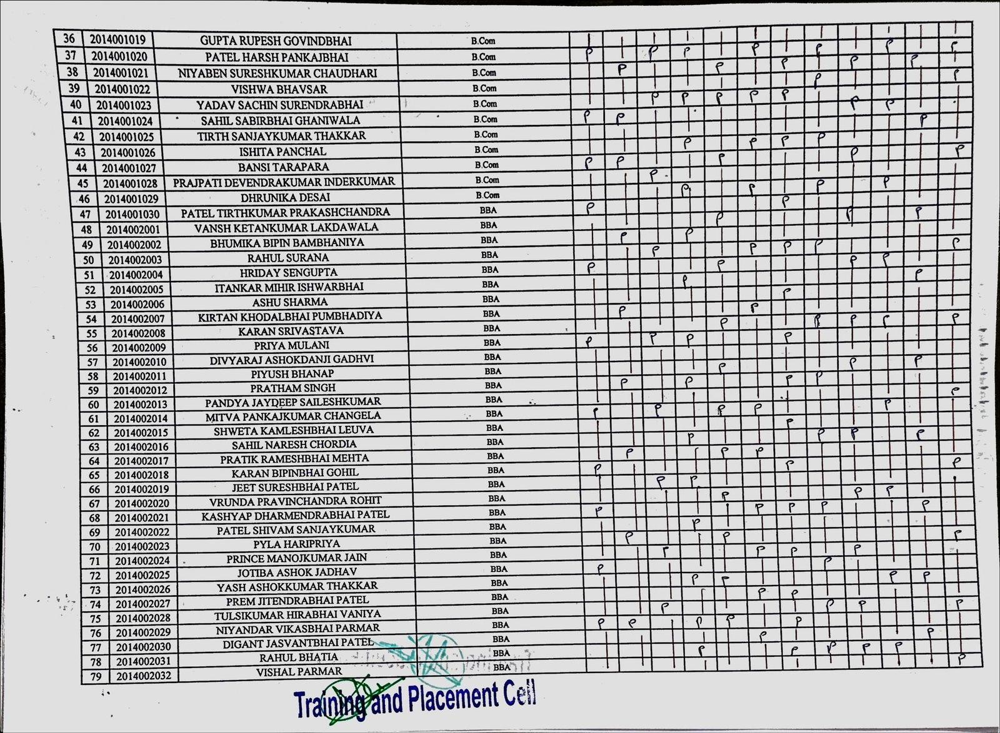 36 2014001019 GUPTA RUPESH GOVINDBHAI B.Com
37 2014001020 PATEL HARSH PANKAJBHAI B.Com
38 2014001021 NIYABEN SURESHKUMAR CHAUDHARI B.Com
39 2014001022 VISHWA BHAVSAR B.Com
40 2014001023 YADAV SACHIN SURENDRABHAI B.Com
41 2014001024 SAHIL SABIRBHAI GHANIWALA B.Com
42 2014001025 TIRTH SANJAYKUMAR THAKKAR B.Com
43 2014001026 ISHITA PANCHAL B.Com
44 2014001027 BANSI TARAPARA B.Com
45 2014001028 PRAJPATI DEVENDRAKUMAR INDERKUMAR B.Com
46 2014001029 DHRUNIKA DESAI B.Com
47 2014001030 PATEL TIRTHKUMAR PRAKASHCHANDRA BBA
48 2014002001 VANSH KETANKUMAR LAKDAWALA BBA
49 2014002002 BHUMIKA BIPIN BAMBHANIYA BBA
50 2014002003 RAHUL SURANA BBA
51 2014002004 HRIDAY SENGUPTA BBA
52 2014002005 ITANKAR MIHIR ISHWARBHAI BBA
53 2014002006 ASHU SHARMA BBA
54 2014002007 KIRTAN KHODALBHAI PUMBHADIYA BBA
55 2014002008 KARAN SRIVASTAVA BBA
56 2014002009 PRIYA MULANI BBA
57 2014002010 DIVYARAJ ASHOKDANJI GADHVI BBA
58 2014002011 PIYUSH BHANAP BBA
59 2014002012 PRATHAM SINGH BBA
60 2014002013 PANDYA JAYDEEP SAILESHKUMAR BBA
61 2014002014 MITVA PANKAJKUMAR CHANGELA BBA
62 2014002015 SHWETA KAMLESHBHAI LEUVA BBA
63 2014002016 SAHIL NARESH CHORDIA BBA
64 2014002017 PRATIK RAMESHBHAI MEHTA BBA
65 2014002018 KARAN BIPINBHAI GOHIL BBA
66 2014002019 JEET SURESHBHAI PATEL BBA
67 2014002020 VRUNDA PRAVINCHANDRA ROHIT BBA
68 2014002021 KASHYAP DHARMENDRABHAI PATEL BBA
69 2014002022 PATEL SHIVAM SANJAYKUMAR BBA
70 2014002023 PYLA HARIPRIYA BBA
71 2014002024 PRINCE MANOJKUMAR JAIN BBA
72 2014002025 JOTIBA ASHOK JADHAV BBA
73 2014002026 YASH ASHOKKUMAR THAKKAR BBA
74 2014002027 PREM JITENDRABHAI PATEL BBA
75 2014002028 TULSIKUMAR HIRABHAI VANIYA BBA
76 2014002029 NIYANDAR VIKASBHAI PARMAR BBA
77 2014002030 DIGANT JASVANTBHAI PATEL BBA
78 2014002031 RAHUL BHATIA BBA
79 2014002032 VISHAL PARMAR BBA
Training and Placement Cell